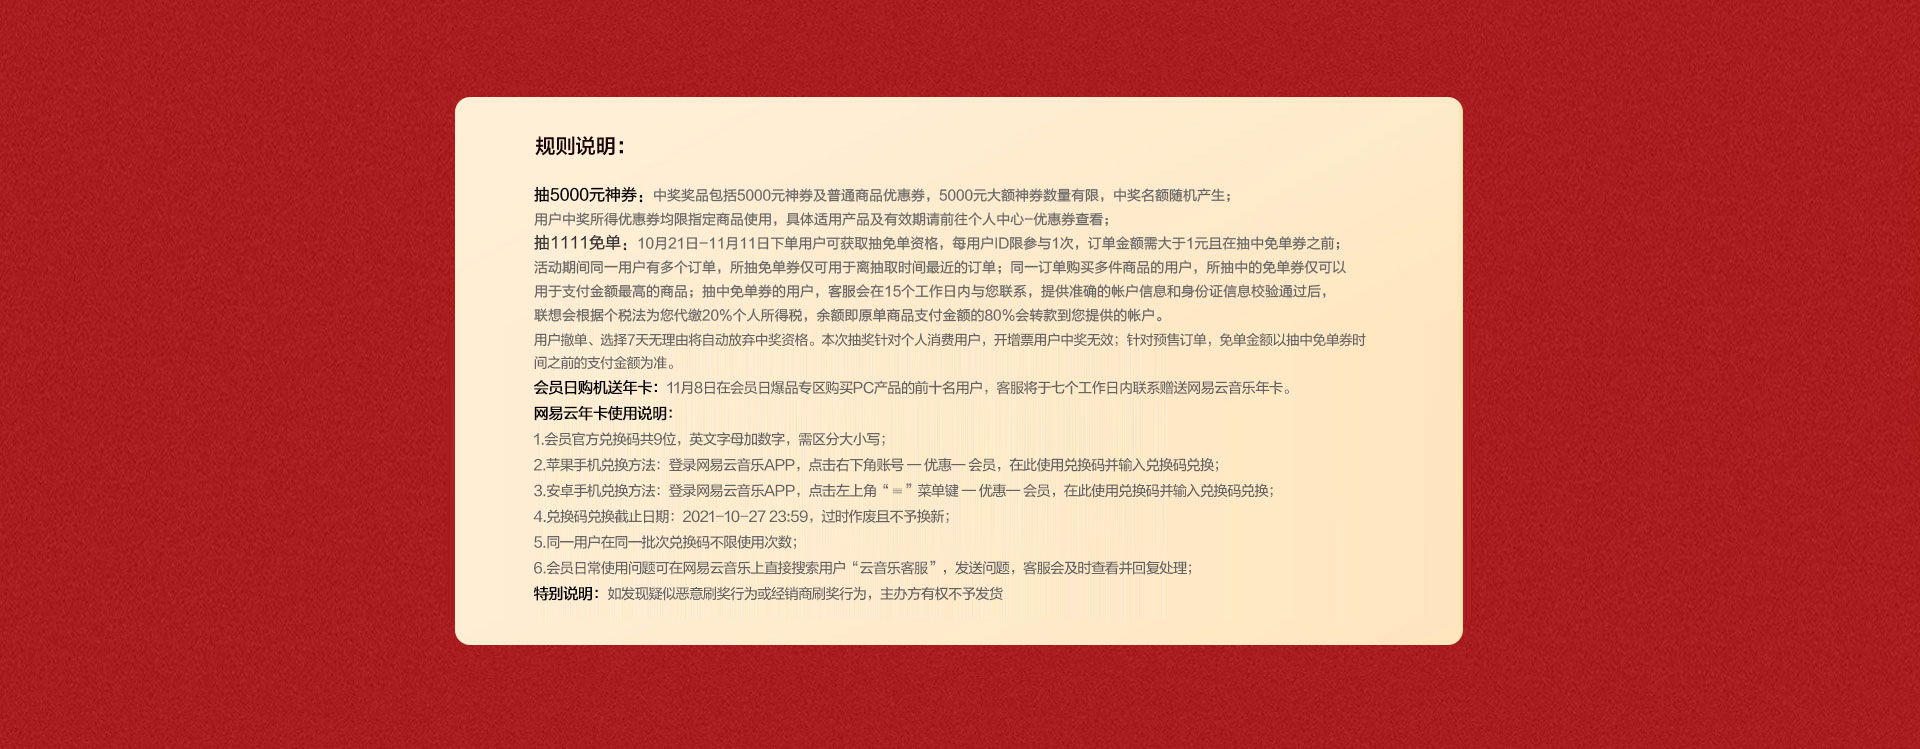 规则说明：
抽5000元神券：中奖奖品包括5000元神券及普通商品优惠券，5000元大额神券数量有限，中奖名额随机产生；
用户中奖所得优惠券均限指定商品使用，具体适用产品及有效期请前往个人中心-优惠券查看；
抽1111免单：10月21日-11月11日下单用户可获取抽免单资格，每用户ID限参与1次，订单金额需大于1元且在抽中免单券之前；
活动期间同一用户有多个订单，所抽免单券仅可用于离抽取时间最近的订单；同一订单购买多件商品的用户，所抽中的免单券仅可以
用于支付金额最高的商品；抽中免单券的用户，客服会在15个工作日内与您联系，提供准确的帐户信息和身份证信息校验通过后，
联想会根据个税法为您代缴20%个人所得税，余额即原单商品支付金额的80%会转款到您提供的帐户。
用户撤单、选择7天无理由将自动放弃中奖资格。本次抽奖针对个人消费用户，开增票用户中奖无效；针对预售订单，免单金额以抽中免单券时
间之前的支付金额为准。
会员日购机送年卡：11月8日在会员日爆品专区购买PC产品的前十名用户，客服将于七个工作日内联系赠送网易云音乐年卡。
网易云年卡使用说明：
1.会员官方兑换码共9位，英文字母加数字，需区分大小写；
2.苹果手机兑换方法：登录网易云音乐APP，点击右下角账号 — 优惠— 会员，在此使用兑换码并输入兑换码兑换；
3.安卓手机兑换方法：登录网易云音乐APP，点击左上角“≡”菜单键 — 优惠— 会员，在此使用兑换码并输入兑换码兑换；
4.兑换码兑换截止日期：2021-10-27 23:59，过时作废且不予换新；
5.同一用户在同一批次兑换码不限使用次数；
6.会员日常使用问题可在网易云音乐上直接搜索用户“云音乐客服”，发送问题，客服会及时查看并回复处理；
特别说明：如发现疑似恶意刷奖行为或经销商刷奖行为，主办方有权不予发货